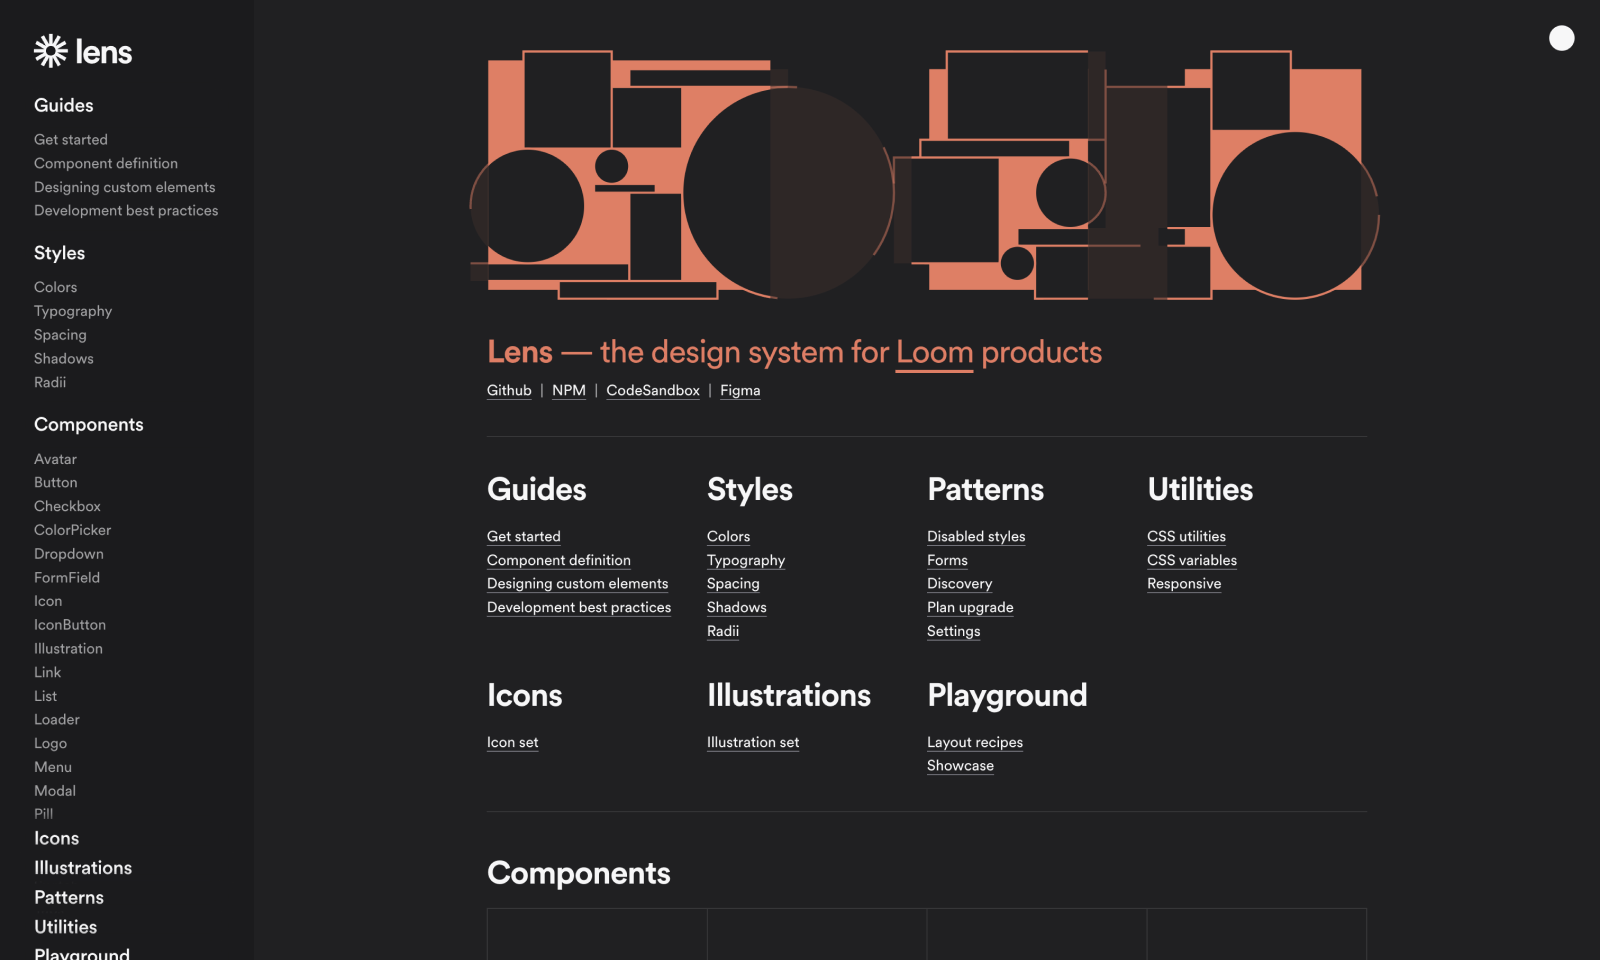 lens
Guides
Get started
Component definition
Designing custom elements
Development best practices
Styles
Colors
Typography
Spacing
Shadows
Radii
Components
Avatar
Button
Checkbox
ColorPicker
Dropdown
FormField
Icon
IconButton
Illustration
Link
List
Loader
Logo
Menu
Modal
Pill
Icons
Illustrations
Patterns
Utilities
Playground
Lens — the design system for Loom products
Github | NPM | CodeSandbox | Figma
Guides
Get started
Component definition
Designing custom elements
Development best practices
Styles
Colors
Typography
Spacing
Shadows
Radii
Patterns
Disabled styles
Forms
Discovery
Plan upgrade
Settings
Utilities
CSS utilities
CSS variables
Responsive
Icons
Icon set
Illustrations
Illustration set
Playground
Layout recipes
Showcase
Components